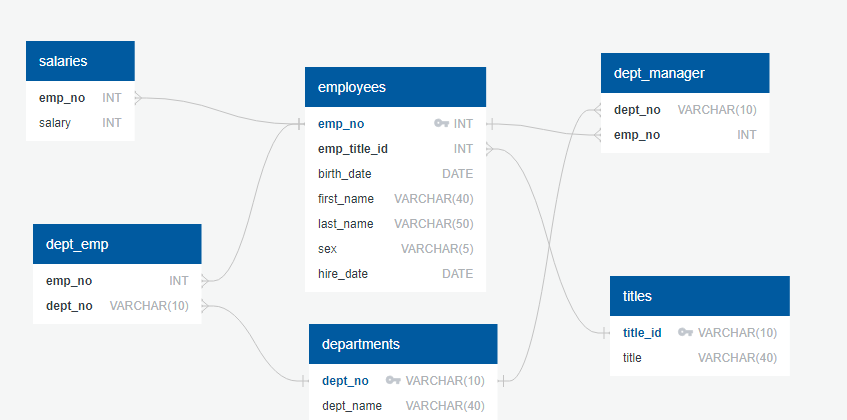 salaries
emp_no INT
salary INT
employees
emp_no INT
emp_title_id INT
birth_date DATE
first_name VARCHAR(40)
last_name VARCHAR(50)
sex VARCHAR(5)
hire_date DATE
dept_manager
dept_no VARCHAR(10)
emp_no INT
dept_emp
emp_no INT
dept_no VARCHAR(10)
departments
dept_no VARCHAR(10)
dept_name VARCHAR(40)
titles
title_id VARCHAR(10)
title VARCHAR(40)